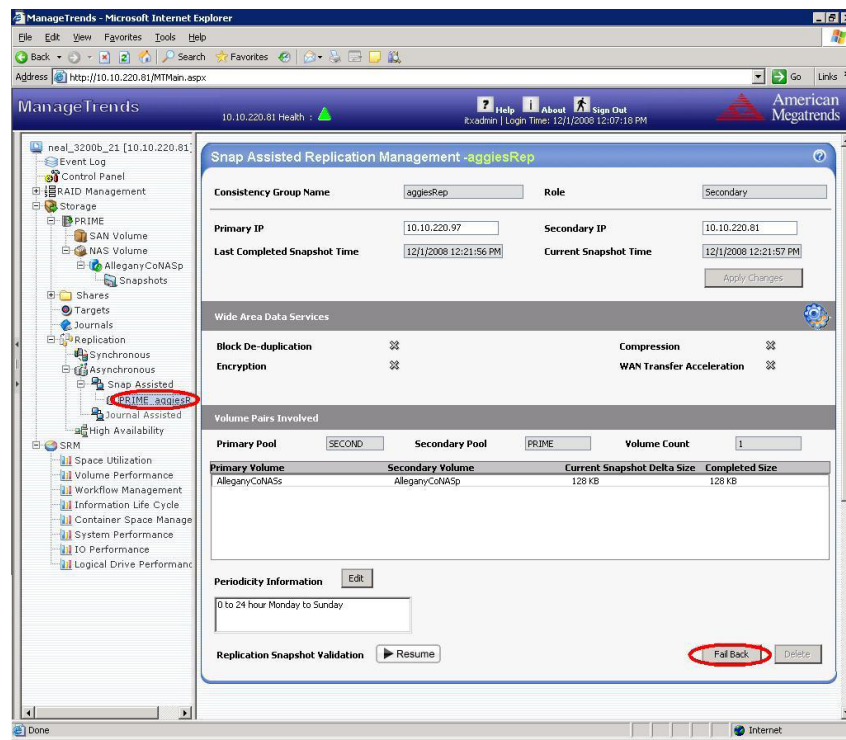 ManageTrends - Microsoft Internet Explorer
File Edit View Favorites Tools Help
Back Search Favorites
Address http://10.10.220.81/MTMain.aspx Go Links
ManageTrends
10.10.220.81 Health :
Help About Sign Out
itxadmin | Login Time: 12/1/2008 12:07:18 PM
American
Megatrends
neal_3200b_21 [10.10.220.81]
Event Log
Control Panel
RAID Management
Storage
PRIME
SAN Volume
NAS Volume
AlleganyCoNASp
Snapshots
Shares
Targets
Journals
Replication
Synchronous
Asynchronous
Snap Assisted
PRIME_aggiesR
Journal Assisted
High Availability
SRM
Space Utilization
Volume Performance
Workflow Management
Information Life Cycle
Container Space Manage
System Performance
IO Performance
Logical Drive Performanc
Snap Assisted Replication Management -aggiesRep
Consistency Group Name aggiesRep Role Secondary
Primary IP 10.10.220.97 Secondary IP 10.10.220.81
Last Completed Snapshot Time 12/1/2008 12:21:56 PM Current Snapshot Time 12/1/2008 12:21:57 PM
Apply Changes
Wide Area Data Services
Block De-duplication Compression
Encryption WAN Transfer Acceleration
Volume Pairs Involved
Primary Pool SECOND Secondary Pool PRIME Volume Count 1
Primary Volume Secondary Volume Current Snapshot Delta Size Completed Size
AlleganyCoNASs AlleganyCoNASp 128 KB 128 KB
Periodicity Information Edit
0 to 24 hour Monday to Sunday
Replication Snapshot Validation Resume Fail Back Delete
Done Internet